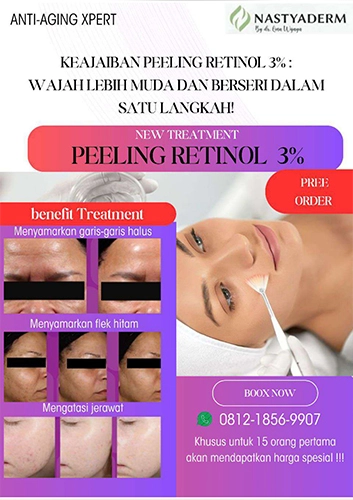 ANTI-AGING XPERT
NASTYADERM
KEAJAIBAN PEELING RETINOL 3% :
WAJAH LEBIH MUDA DAN BERSERI DALAM
SATU LANGKAH!
NEW TREATMENT
PEELING RETINOL 3%
PREE
ORDER
benefit Treatment
Menyamarkan garis-garis halus
Menyamarkan flek hitam
Mengatasi jerawat
BOOX NOW
0812-1856-9907
Khusus untuk 15 orang pertama
akan mendapatkan harga spesial !!!